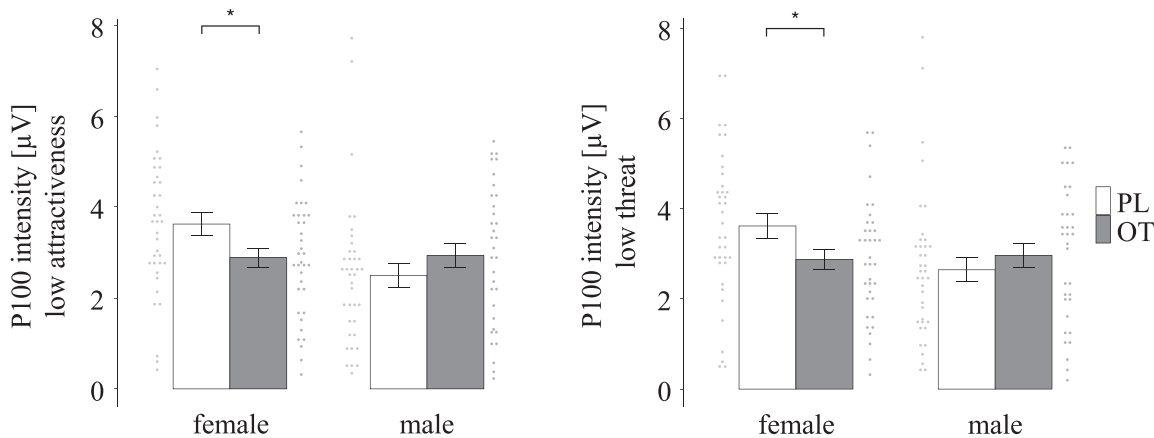 P100 intensity [µV]
low attractiveness
8
6
4
2
0
*
female
male
P100 intensity [µV]
low threat
8
6
4
2
0
*
female
male
PL
OT